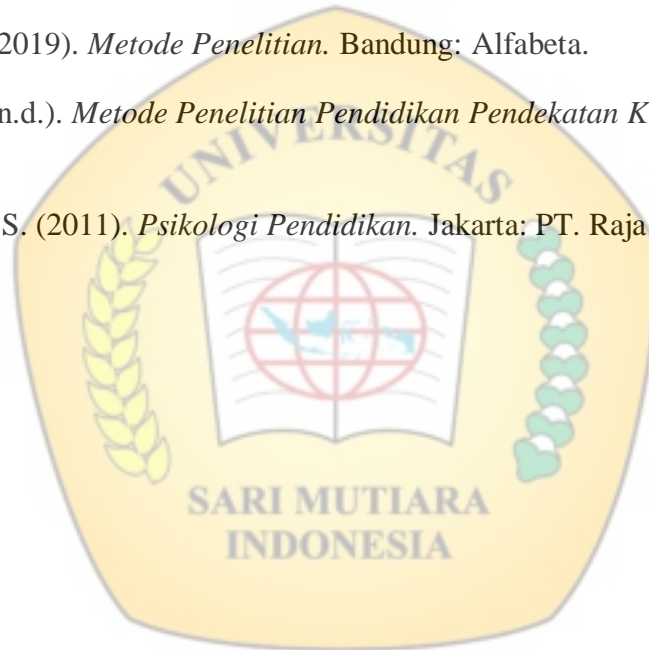 2019). Metode Penelitian. Bandung: Alfabeta.
n.d.). Metode Penelitian Pendidikan Pendekatan K
S. (2011). Psikologi Pendidikan. Jakarta: PT. Raja
UNIVERSITAS
SARI MUTIARA
INDONESIA